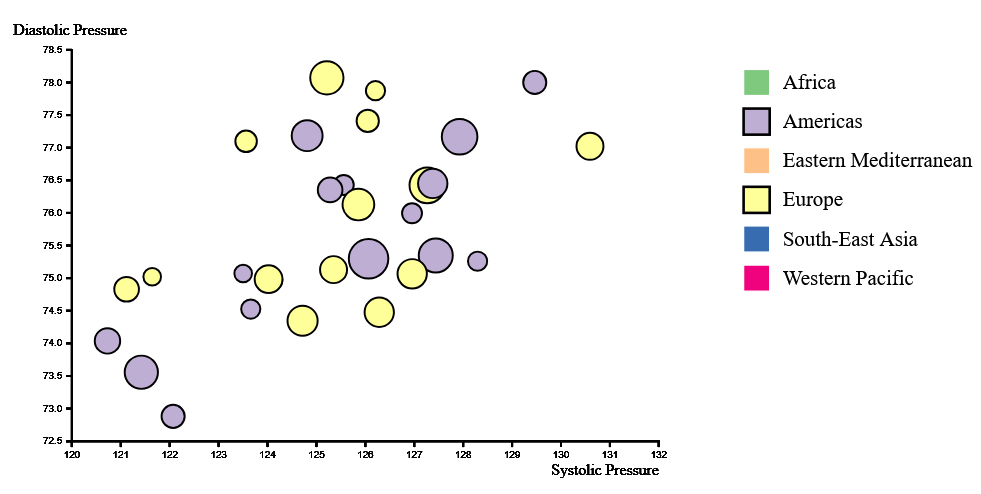 Diastolic Pressure
78.5
78.0
77.5
77.0
76.5
76.0
75.5
75.0
74.5
74.0
73.5
73.0
72.5
120 121 122 123 124 125 126 127 128 129 130 131 132
Systolic Pressure
Africa
Americas
Eastern Mediterranean
Europe
South-East Asia
Western Pacific